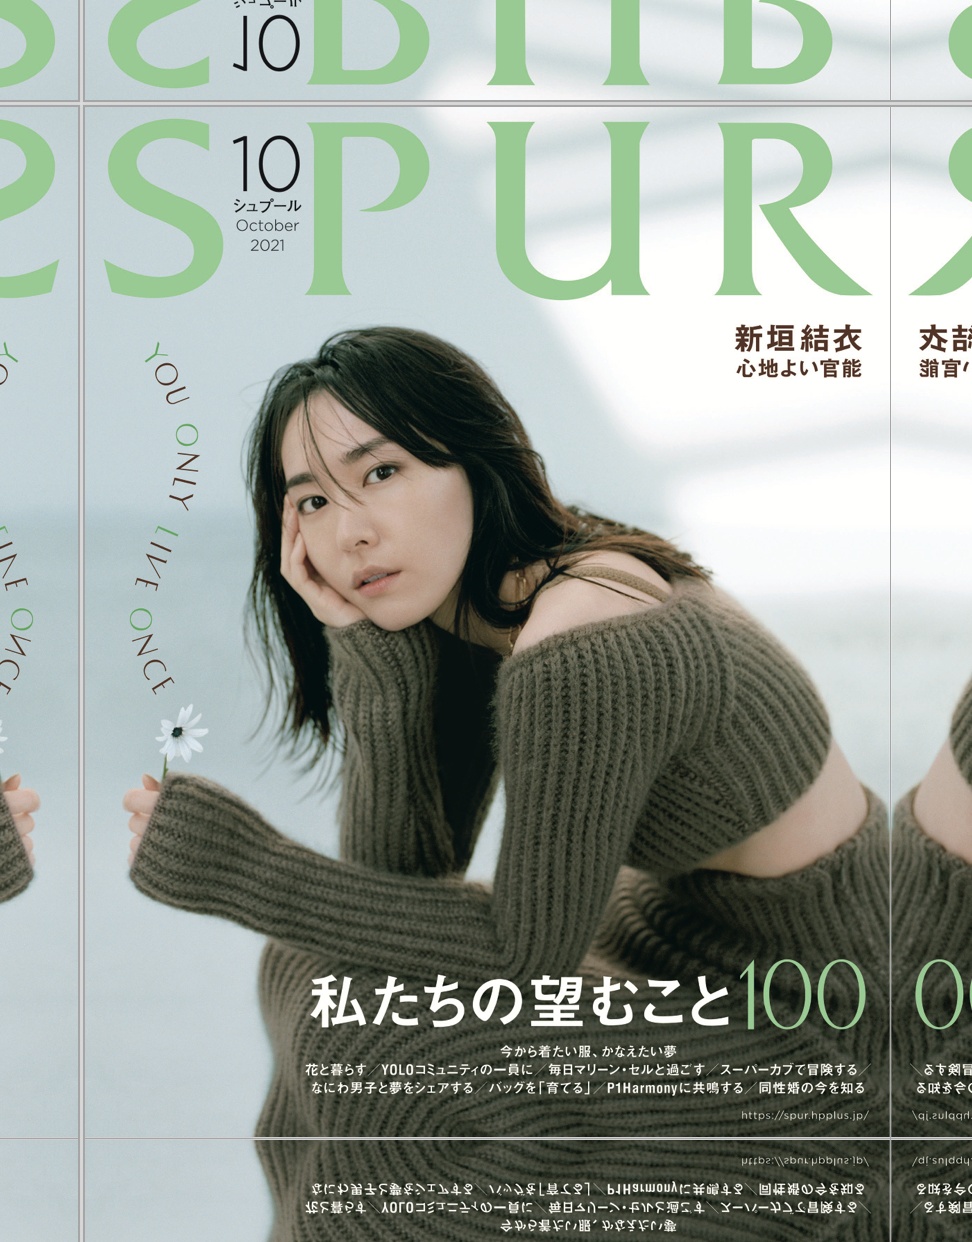 SPUR
10
シュプール
October
2021
新垣結衣
心地よい官能
YOU ONLY LIVE ONCE
私たちの望むこと100
今から着たい服、かなえたい夢
花と暮らす／YOLOコミュニティの一員に／毎日マリーン・セルと過ごす／スーパーカブで冒険する／
なにわ男子と夢をシェアする／バッグを「育てる」／P1Harmonyに共鳴する／同性婚の今を知る
https://spur.hpplus.jp/